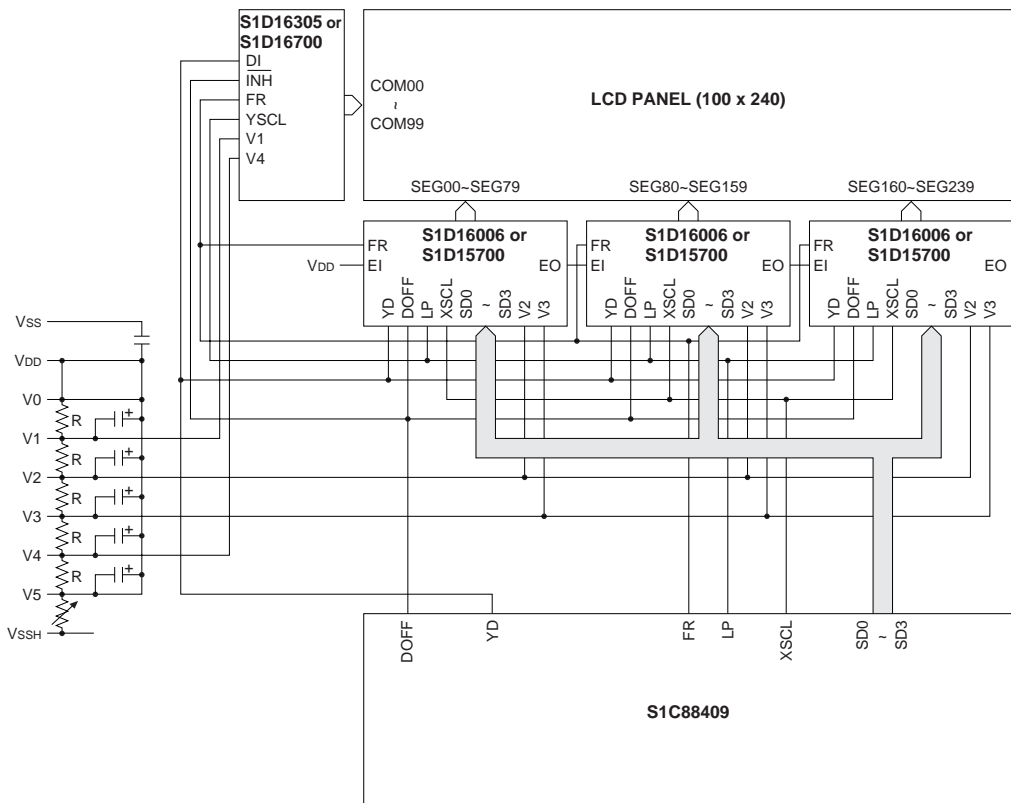 S1D16305 or
S1D16700
DI
INH
FR
YSCL
V1
V4
COM00
~
COM99
LCD PANEL (100 x 240)
SEG00~SEG79
SEG80~SEG159
SEG160~SEG239
S1D16006 or
S1D15700
FR
VDD
EI
EO
YD
DOFF
LP
XSCL
SD0
~
SD3
V2
V3
S1D16006 or
S1D15700
FR
EI
EO
YD
DOFF
LP
XSCL
SD0
~
SD3
V2
V3
S1D16006 or
S1D15700
FR
EI
EO
YD
DOFF
LP
XSCL
SD0
~
SD3
V2
V3
VSS
VDD
V0
R
+
V1
R
+
V2
R
+
V3
R
+
V4
R
+
V5
VSSH
DOFF
YD
FR
LP
XSCL
SD0
~
SD3
S1C88409